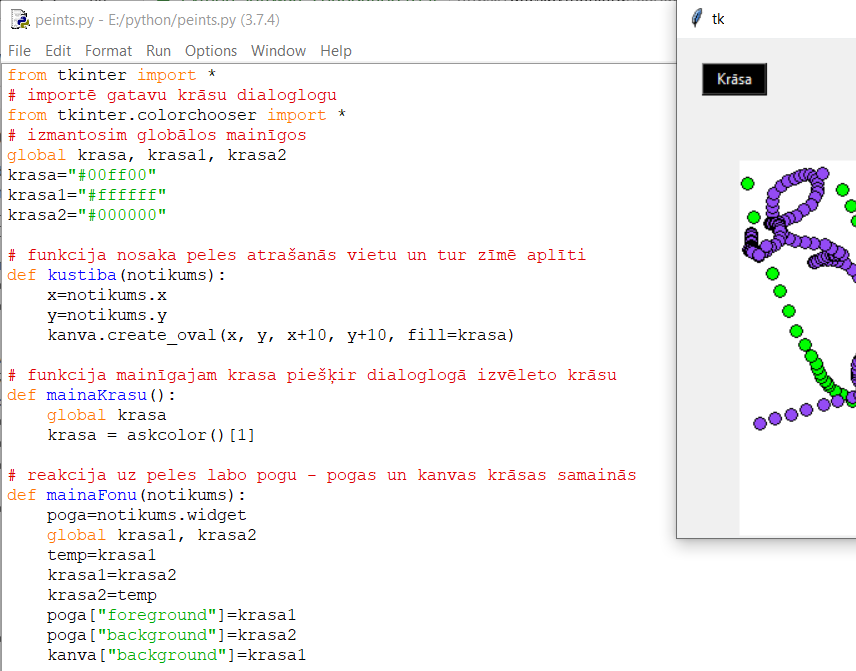 peints.py - E:/python/peints.py (3.7.4)
File Edit Format Run Options Window Help
from tkinter import *
# importē gatavu krāsu dialoglogu
from tkinter.colorchooser import *
# izmantosim globālos mainīgos
global krasa, krasa1, krasa2
krasa="#00ff00"
krasa1="#ffffff"
krasa2="#000000"
# funkcija nosaka peles atrašanās vietu un tur zīmē aplīti
def kustiba(notikums):
    x=notikums.x
    y=notikums.y
    kanva.create_oval(x, y, x+10, y+10, fill=krasa)
# funkcija mainīgajam krasa piešķir dialoglogā izvēleto krāsu
def mainaKrasu():
    global krasa
    krasa = askcolor()[1]
# reakcija uz peles labo pogu - pogas un kanvas krāsas samainās
def mainaFonu(notikums):
    poga=notikums.widget
    global krasa1, krasa2
    temp=krasa1
    krasa1=krasa2
    krasa2=temp
    poga["foreground"]=krasa1
    poga["background"]=krasa2
    kanva["background"]=krasa1
tk
Krāsa